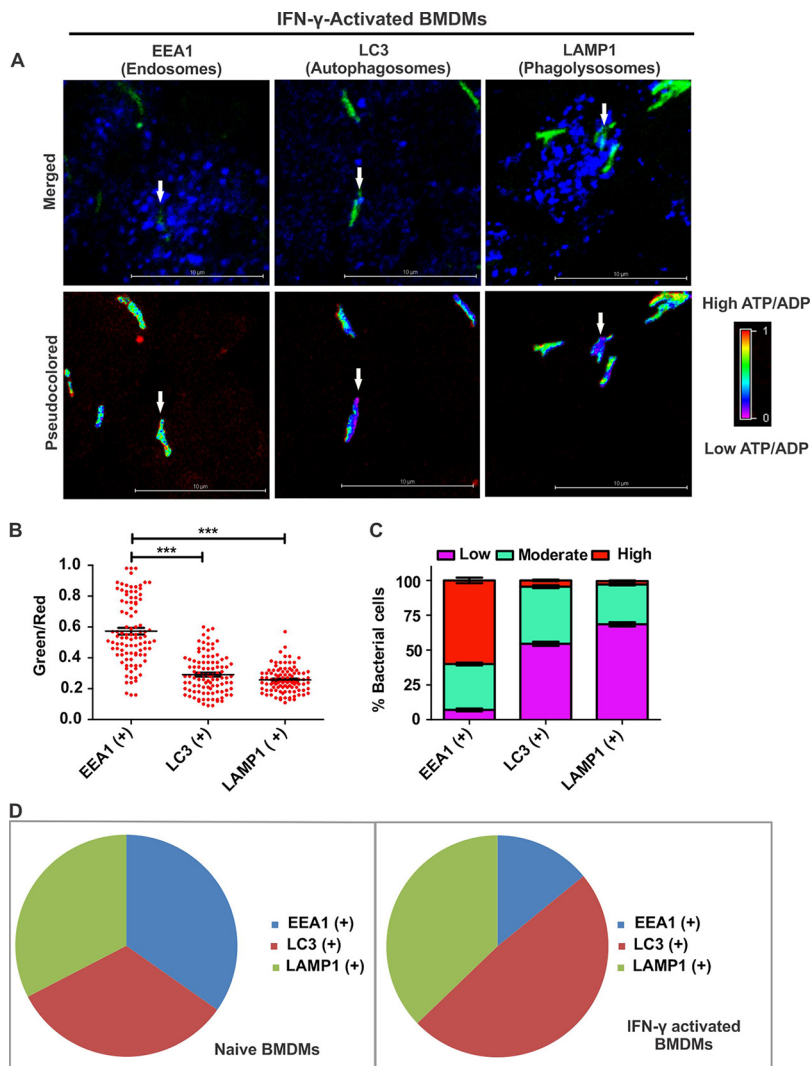 IFN-γ-Activated BMDMs
EEA1
(Endosomes)
LC3
(Autophagosomes)
LAMP1
(Phagolysosomes)
A
Merged
10 µm
10 µm
10 µm
Pseudocolored
10 µm
10 µm
10 µm
High ATP/ADP
1
0
Low ATP/ADP
B
***
***
Green/Red
1.0
0.8
0.6
0.4
0.2
0.0
EEA1 (+)
LC3 (+)
LAMP1 (+)
C
Low
Moderate
High
% Bacterial cells
100
75
50
25
0
EEA1 (+)
LC3 (+)
LAMP1 (+)
D
EEA1 (+)
LC3 (+)
LAMP1 (+)
Naive BMDMs
EEA1 (+)
LC3 (+)
LAMP1 (+)
IFN-γ activated
BMDMs